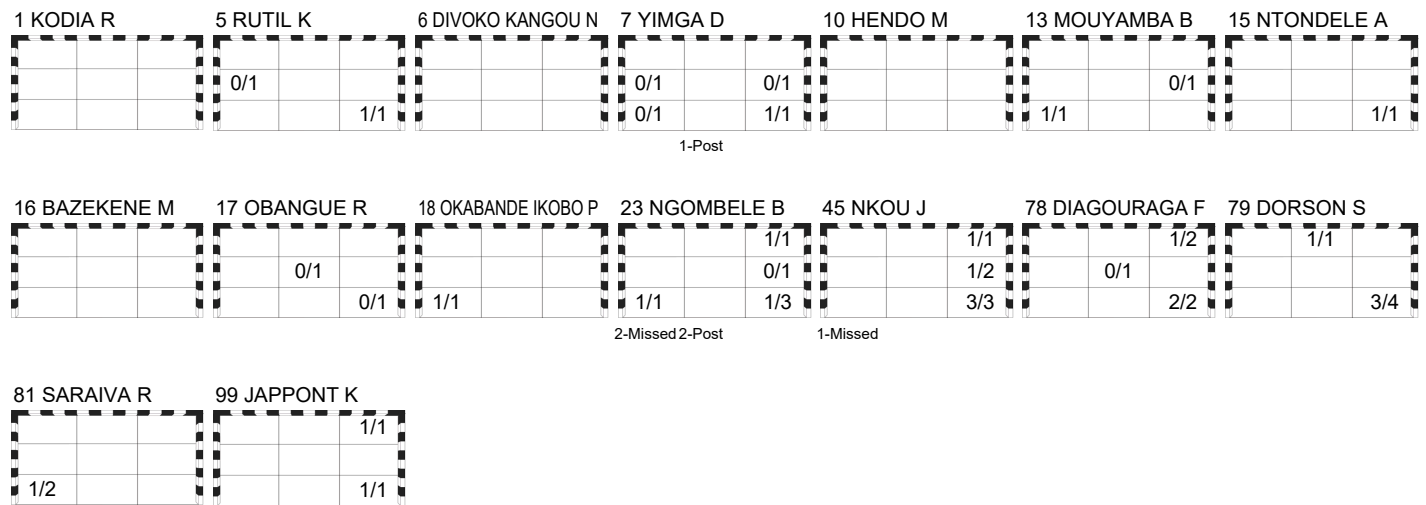 1 KODIA R 5 RUTIL K 6 DIVOKO KANGOU N 7 YIMGA D 10 HENDO M 13 MOUYAMBA B 15 NTONDELE A
0/1 0/1 0/1 0/1
1/1 0/1 1/1 1/1 1/1
1-Post
16 BAZEKENE M 17 OBANGUE R 18 OKABANDE IKOBO P 23 NGOMBELE B 45 NKOU J 78 DIAGOURAGA F 79 DORSON S
1/1 1/1 1/2 1/1
0/1 0/1 1/2 0/1
0/1 1/1 1/1 1/3 3/3 2/2 3/4
2-Missed 2-Post 1-Missed
81 SARAIVA R 99 JAPPONT K
1/1
1/2 1/1